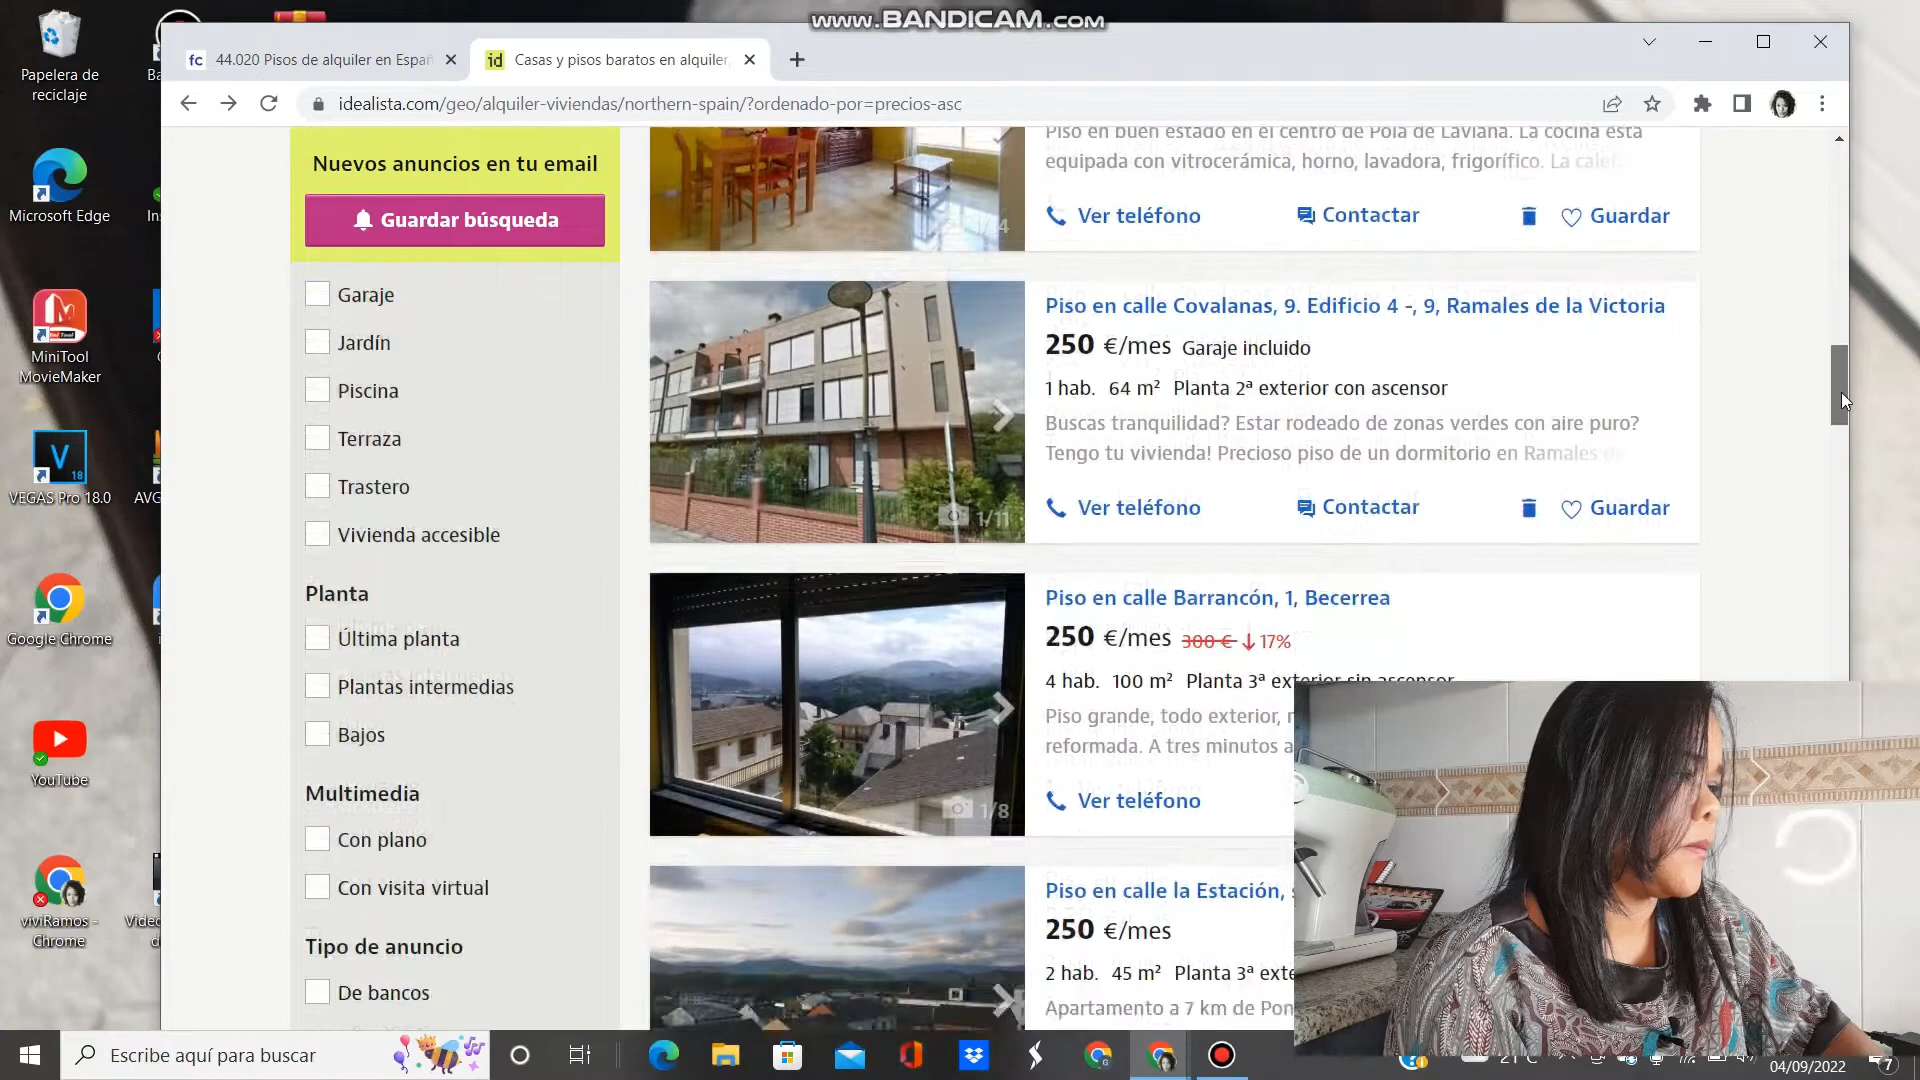 www.BANDICAM.COM
44.020 Pisos de alquiler en Españ
Casas y pisos baratos en alquiler,
idealista.com/geo/alquiler-viviendas/northern-spain/?ordenado-por=precios-asc
Papelera de
reciclaje
Microsoft Edge
MiniTool
MovieMaker
VEGAS Pro 18.0
Google Chrome
YouTube
viviRamos -
Chrome
Nuevos anuncios en tu email
Guardar búsqueda
Garaje
Jardín
Piscina
Terraza
Trastero
Vivienda accesible
Planta
Última planta
Plantas intermedias
Bajos
Multimedia
Con plano
Con visita virtual
Tipo de anuncio
De bancos
Piso en buen estado en el centro de Pola de Laviana. La cocina está
equipada con vitrocerámica, horno, lavadora, frigorífico. La
Ver teléfono Contactar Guardar
Piso en calle Covalanas, 9. Edificio 4 -, 9, Ramales de la Victoria
250 €/mes Garaje incluido
1 hab. 64 m² Planta 2ª exterior con ascensor
Buscas tranquilidad? Estar rodeado de zonas verdes con aire puro?
Tengo tu vivienda! Precioso piso de un dormitorio en Ramales de
1/11
Ver teléfono Contactar Guardar
Piso en calle Barrancón, 1, Becerrea
250 €/mes 300 € 17%
4 hab. 100 m² Planta 3ª exterior sin ascensor
Piso grande, todo exterior,
reformada. A tres minutos a
1/8
Ver teléfono
Piso en calle la Estación,
250 €/mes
2 hab. 45 m² Planta 3ª exte
Apartamento a 7 km de Pon
Escribe aquí para buscar
21°C
04/09/2022
7